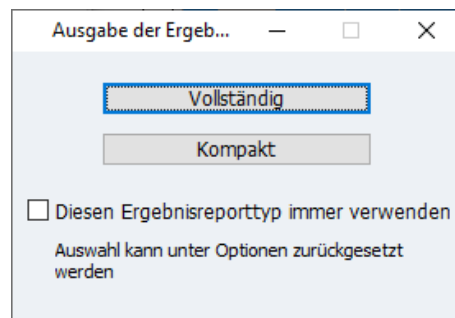 Ausgabe der Ergeb...
Vollständig
Kompakt
Diesen Ergebnisreporttyp immer verwenden
Auswahl kann unter Optionen zurückgesetzt
werden